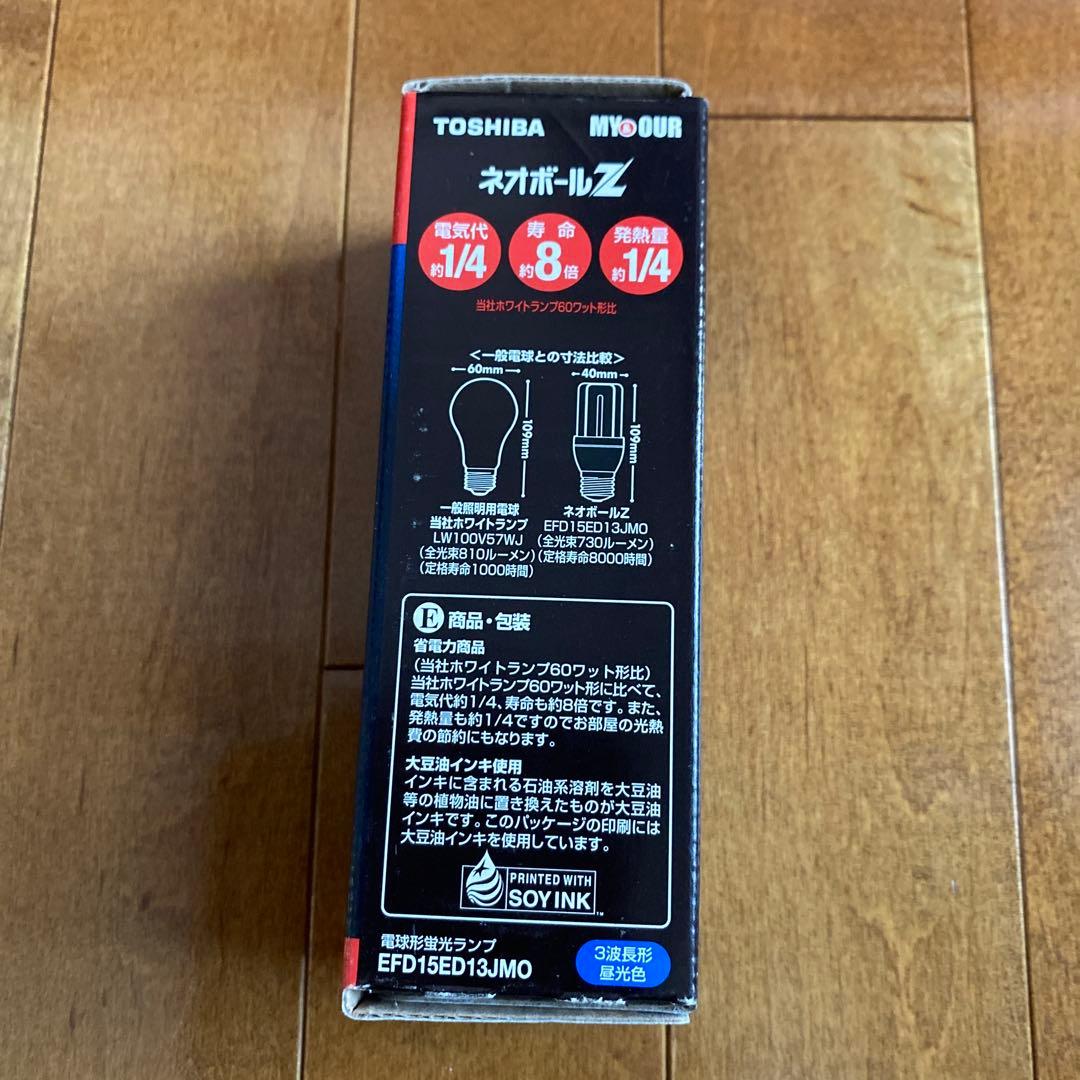 TOSHIBA
MY&OUR
ネオボールZ
電気代
約1/4
寿命
約8倍
発熱量
約1/4
当社ホワイトランプ60ワット形比
<一般電球との寸法比較>
60mm
109mm
40mm
109mm
一般照明用電球
当社ホワイトランプ
LW100V57WJ
(全光束810ルーメン)
(定格寿命1000時間)
ネオボールZ
EFD15ED13JMO
(全光束730ルーメン)
(定格寿命8000時間)
E 商品・包装
省電力商品
(当社ホワイトランプ60ワット形比)
当社ホワイトランプ60ワット形に比べて、
電気代約1/4、寿命も約8倍です。また、
発熱量も約1/4ですのでお部屋の光熱
費の節約にもなります。
大豆油インキ使用
インキに含まれる石油系溶剤を大豆油
等の植物油に置き換えたものが大豆油
インキです。このパッケージの印刷には
大豆油インキを使用しています。
PRINTED WITH
SOY INK
TM
電球形蛍光ランプ
EFD15ED13JMO
3波長形
昼光色